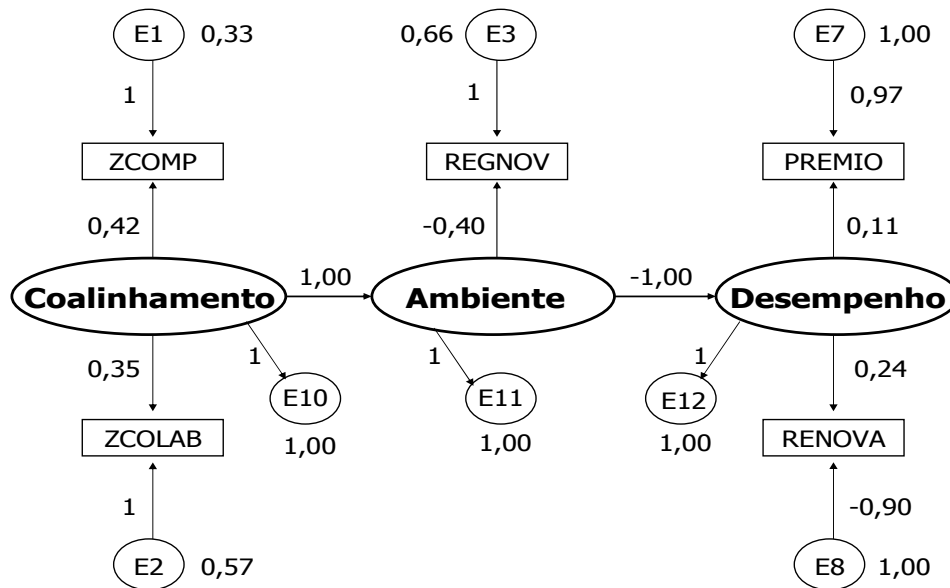 E1 0,33 0,66 E3 E7 1,00
1 1 0,97
ZCOMP REGNOV PREMIO
0,42 -0,40 0,11
Coalinhamento 1,00 Ambiente -1,00 Desempenho
0,35 1 1 1 0,24
E10 E11 E12
ZCOLAB 1,00 1,00 1,00 RENOVA
1 -0,90
E2 0,57 E8 1,00